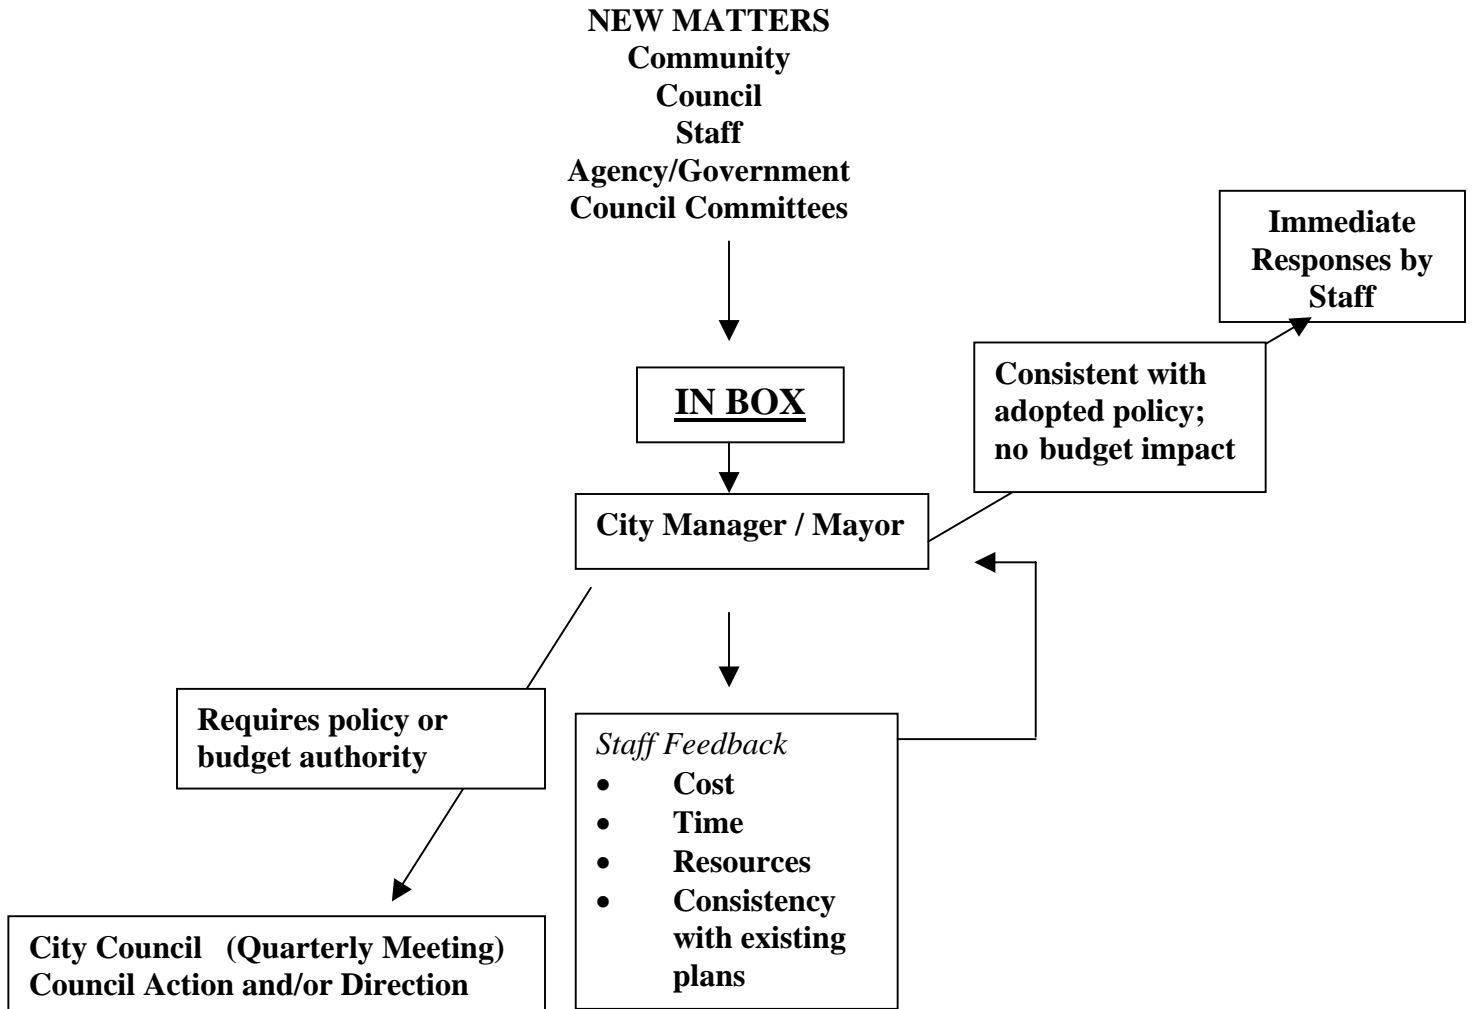 NEW MATTERS
Community
Council
Staff
Agency/Government
Council Committees
Immediate
Responses by
Staff
IN BOX
Consistent with
adopted policy;
no budget impact
City Manager / Mayor
Requires policy or
budget authority
Staff Feedback
• Cost
• Time
• Resources
• Consistency
with existing
plans
City Council (Quarterly Meeting)
Council Action and/or Direction